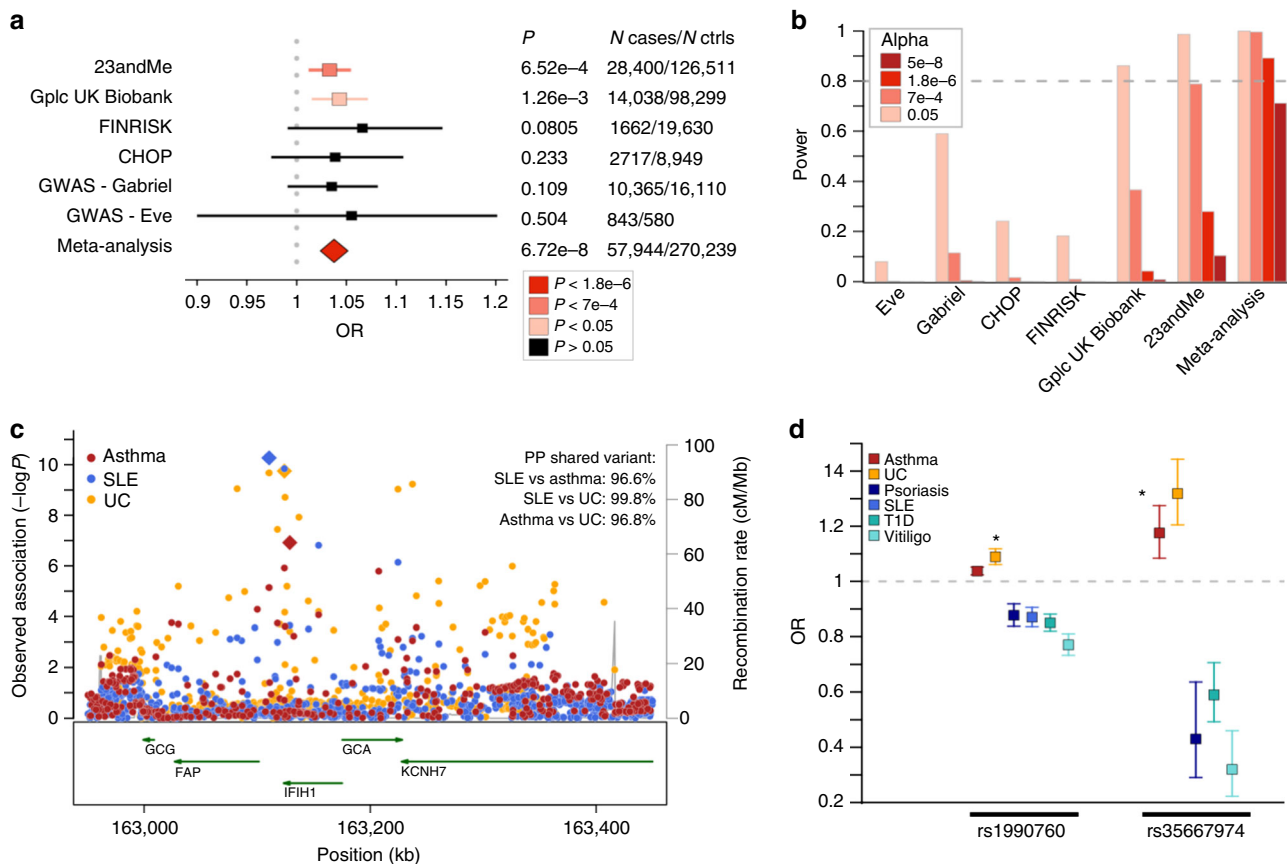 a
P N cases/N ctrls
23andMe 6.52e–4 28,400/126,511
Gplc UK Biobank 1.26e–3 14,038/98,299
FINRISK 0.0805 1662/19,630
CHOP 0.233 2717/8,949
GWAS - Gabriel 0.109 10,365/16,110
GWAS - Eve 0.504 843/580
Meta-analysis 6.72e–8 57,944/270,239
0.9 0.95 1 1.05 1.1 1.15 1.2
OR
P < 1.8e–6
P < 7e–4
P < 0.05
P > 0.05
b
Alpha
5e–8
1.8e–6
7e–4
0.05
1
0.8
0.6
0.4
0.2
0
Power
Eve
Gabriel
CHOP
FINRISK
Gplc UK Biobank
23andMe
Meta-analysis
c
Asthma
SLE
UC
PP shared variant:
SLE vs asthma: 96.6%
SLE vs UC: 99.8%
Asthma vs UC: 96.8%
10
8
6
4
2
0
Observed association (–logP)
100
80
60
40
20
0
Recombination rate (cM/Mb)
GCG
FAP
IFIH1
GCA
KCNH7
163,000 163,200 163,400
Position (kb)
d
Asthma
UC
Psoriasis
SLE
T1D
Vitiligo
14
1.2
1
0.8
0.6
0.4
0.2
OR
*
*
rs1990760 rs35667974